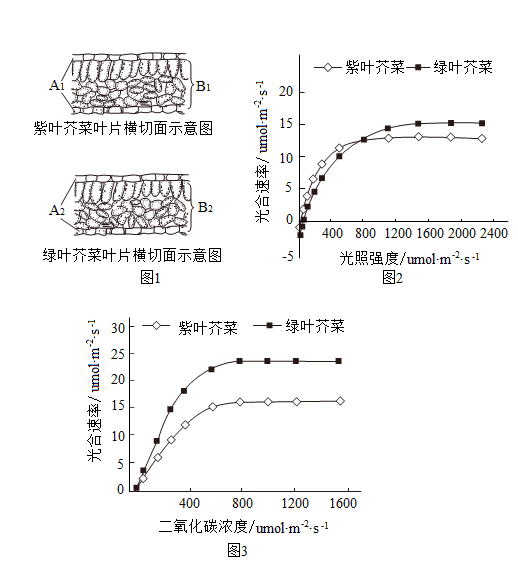 A1
B1
紫叶芥菜叶片横切面示意图
A2
B2
绿叶芥菜叶片横切面示意图
图1
紫叶芥菜 绿叶芥菜
光合速率/ umol·m-2·s-1
20
15
10
5
0
-5
400 800 1200 1600 2000 2400
光照强度/umol·m-2·s-1
图2
紫叶芥菜 绿叶芥菜
光合速率/ umol·m-2·s-1
30
25
20
15
10
5
0
400 800 1200 1600
二氧化碳浓度/umol·m-2·s-1
图3